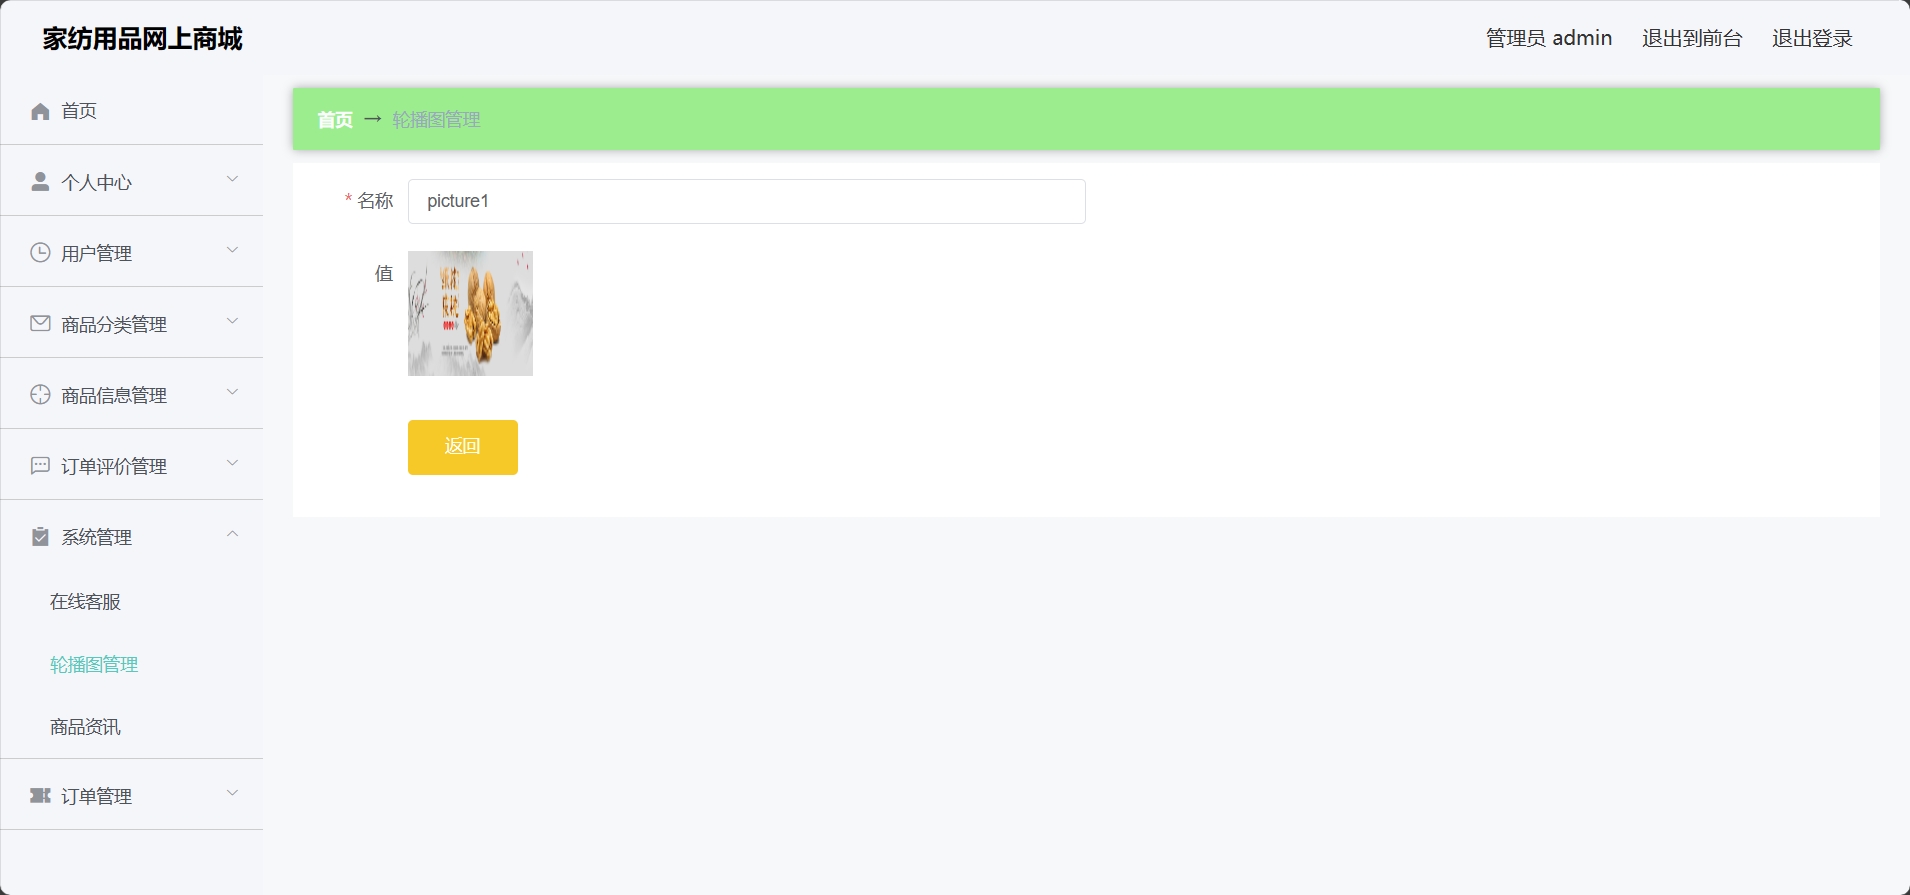 家纺用品网上商城
管理员 admin 退出到前台 退出登录
首页
个人中心
用户管理
商品分类管理
商品信息管理
订单评价管理
系统管理
在线客服
轮播图管理
商品资讯
订单管理
首页 → 轮播图管理
* 名称 picture1
值
返回